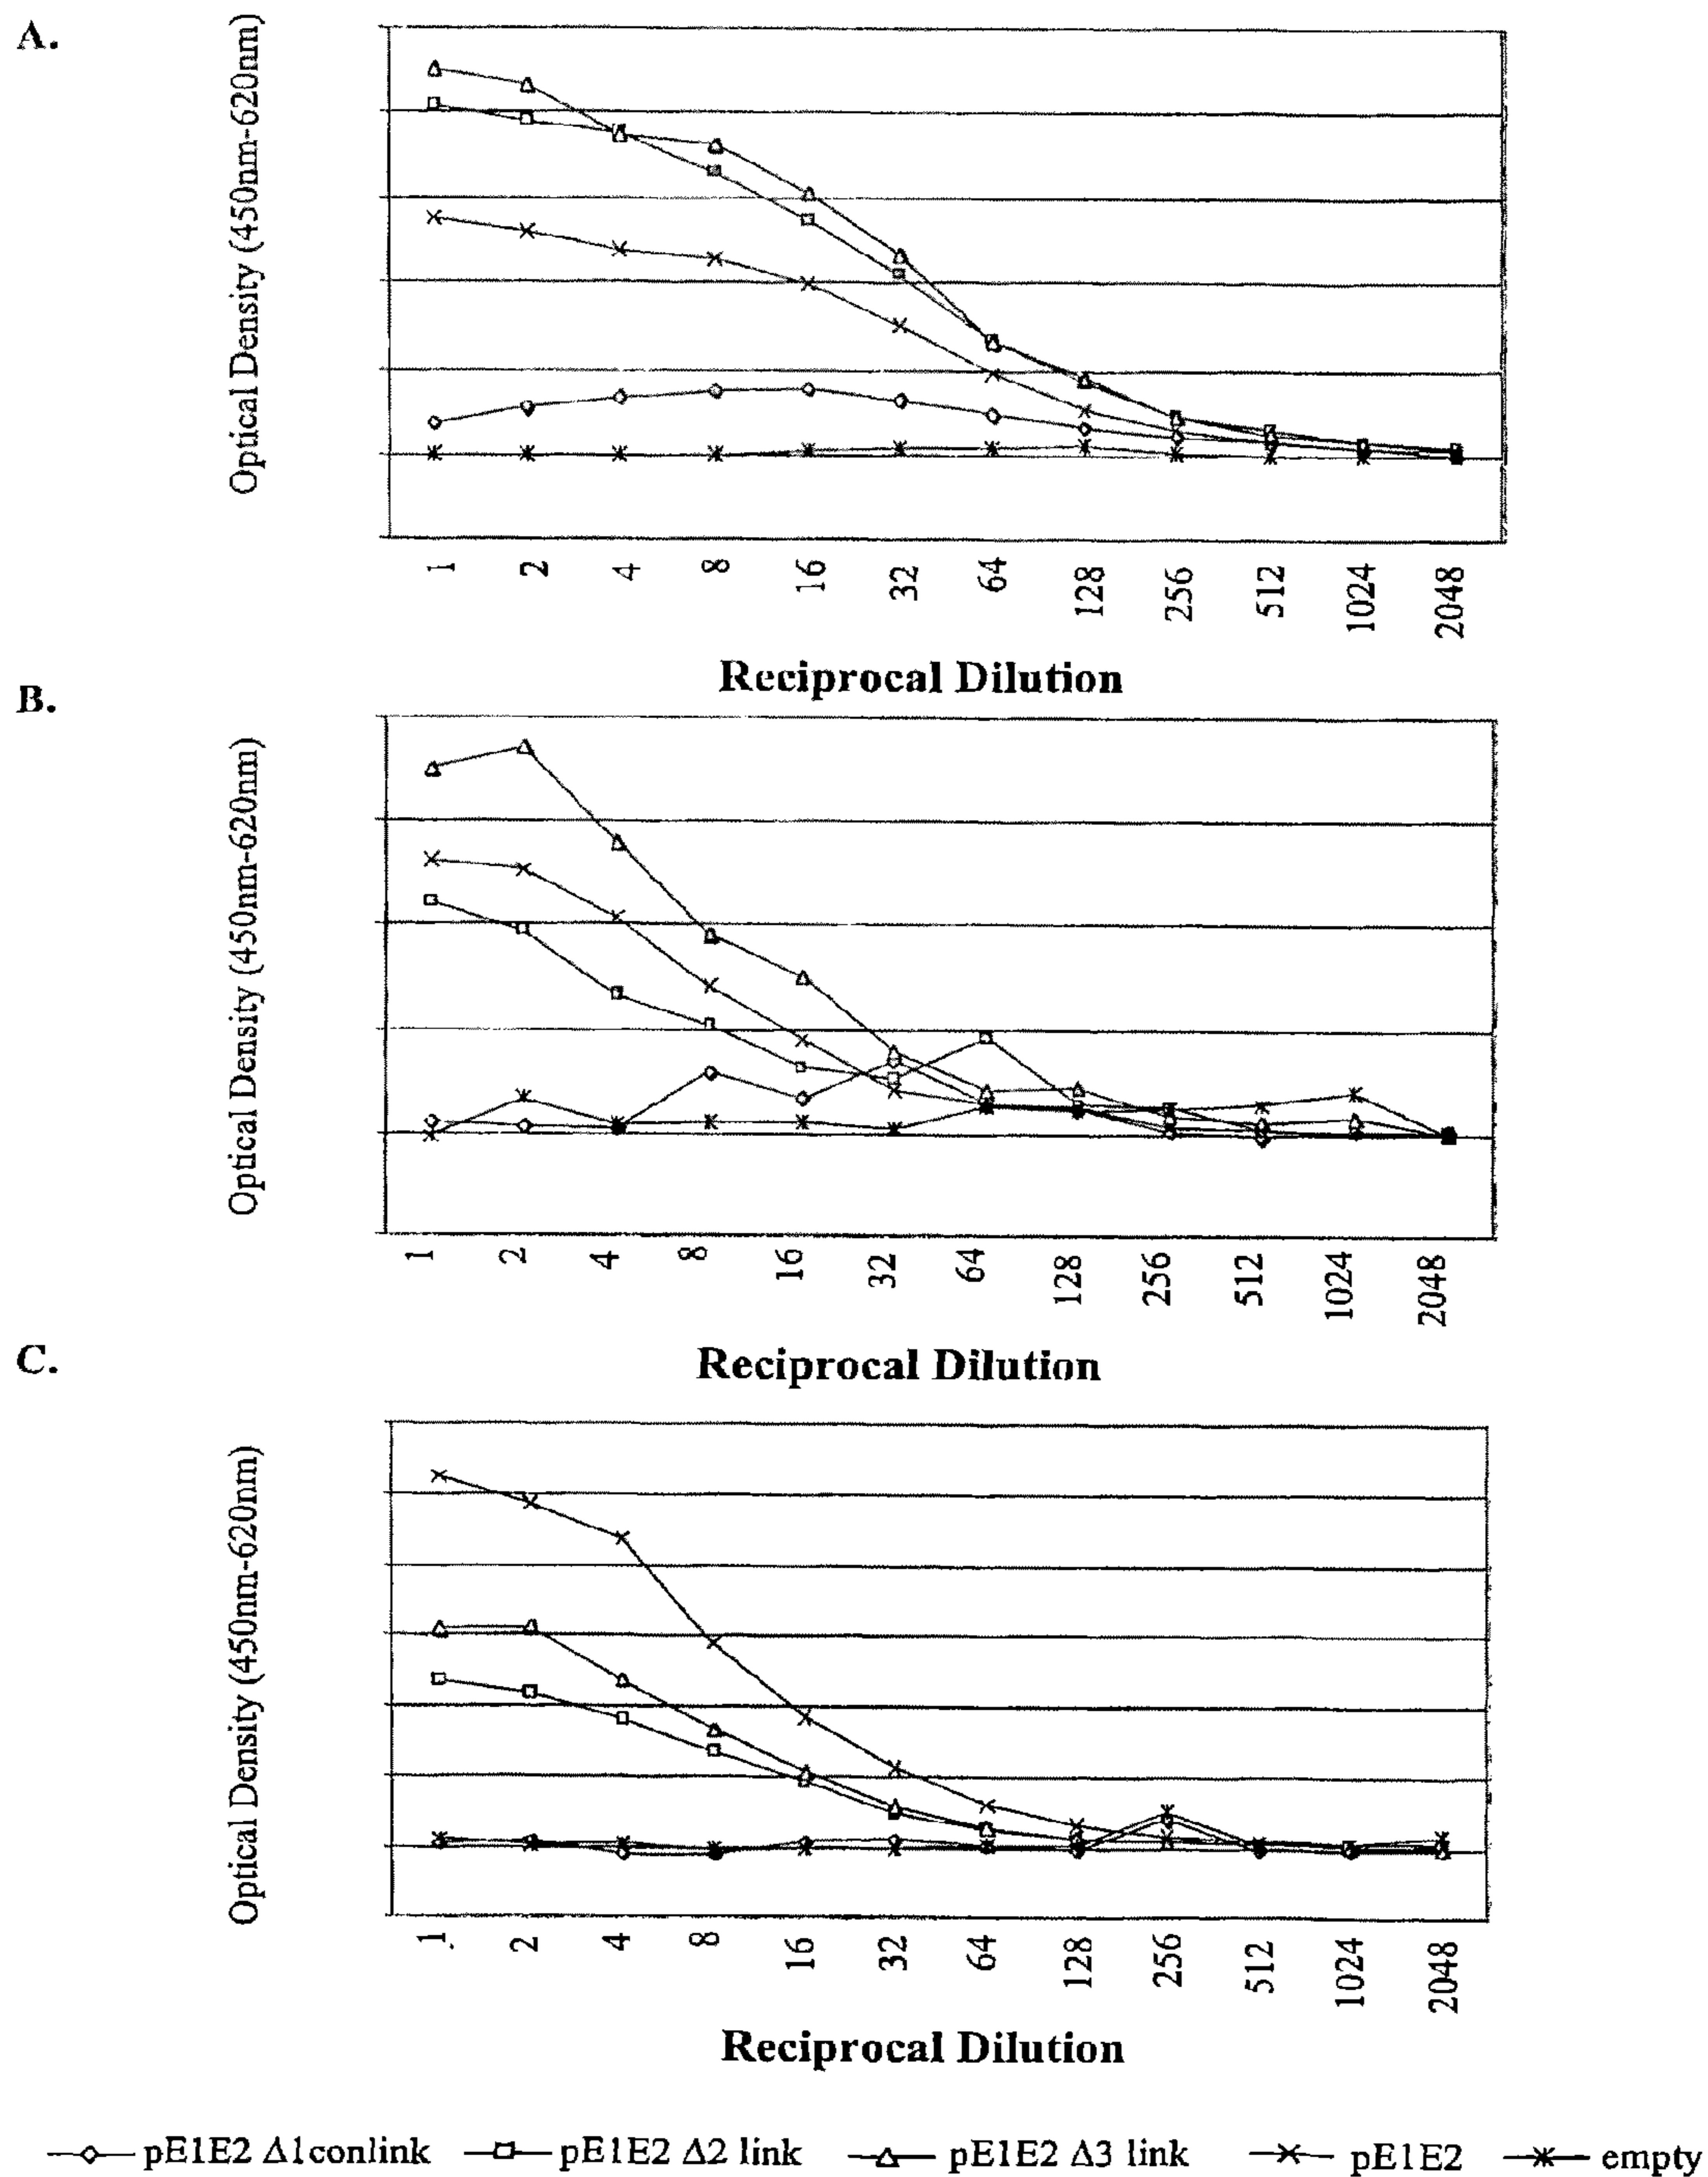 A.
Optical Density (450nm-620nm)
1 2 4 8 16 32 64 128 256 512 1024 2048
Reciprocal Dilution
B.
Optical Density (450nm-620nm)
1 2 4 8 16 32 64 128 256 512 1024 2048
Reciprocal Dilution
C.
Optical Density (450nm-620nm)
1 2 4 8 16 32 64 128 256 512 1024 2048
Reciprocal Dilution
pE1E2 Δ1conlink pE1E2 Δ2 link pE1E2 Δ3 link pE1E2 empty